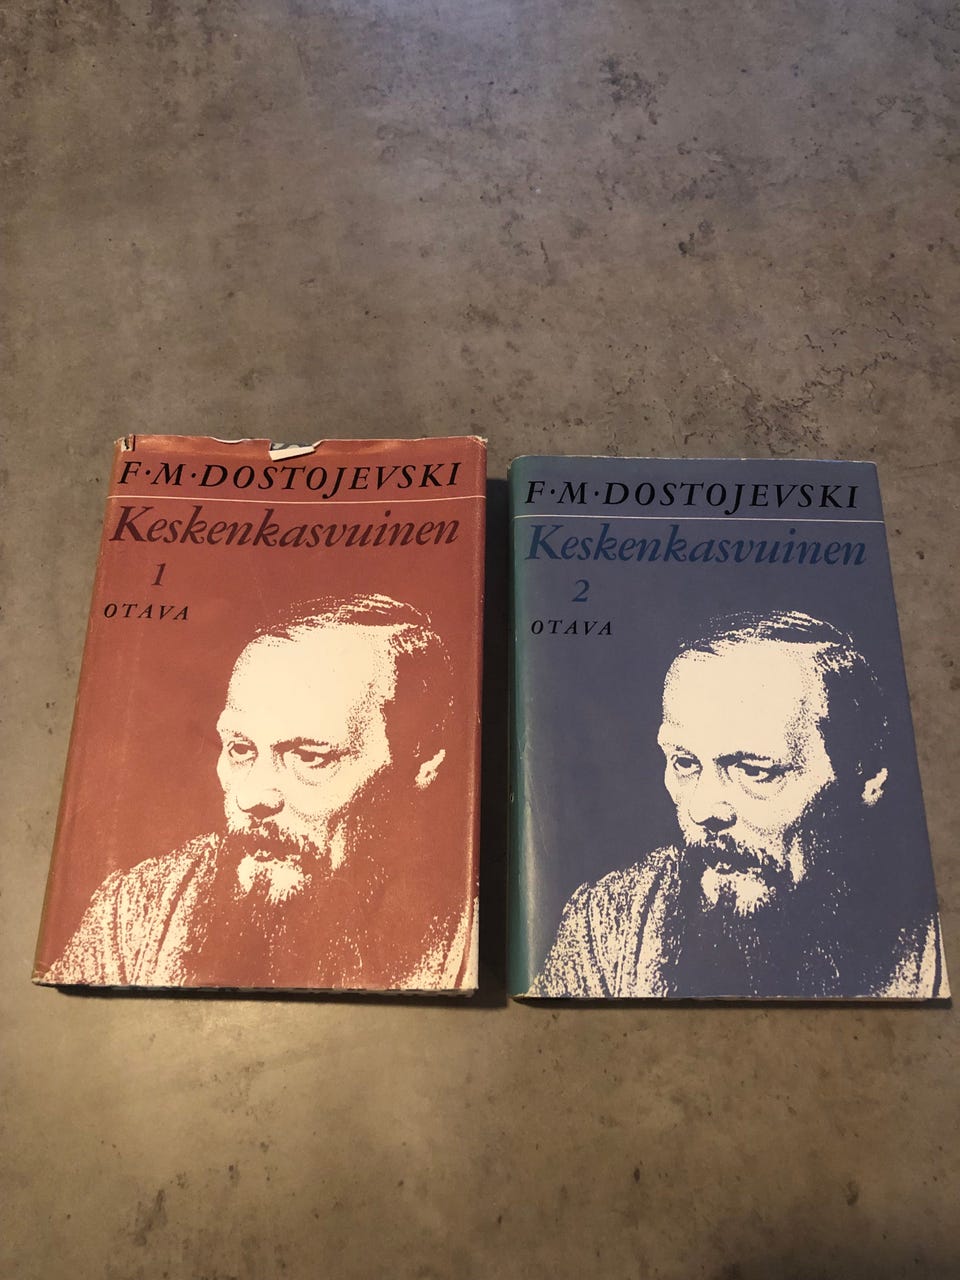 F·M·DOSTOJEVSKI
Keskenkasvuinen
1
OTAVA
F·M·DOSTOJEVSKI
Keskenkasvuinen
2
OTAVA